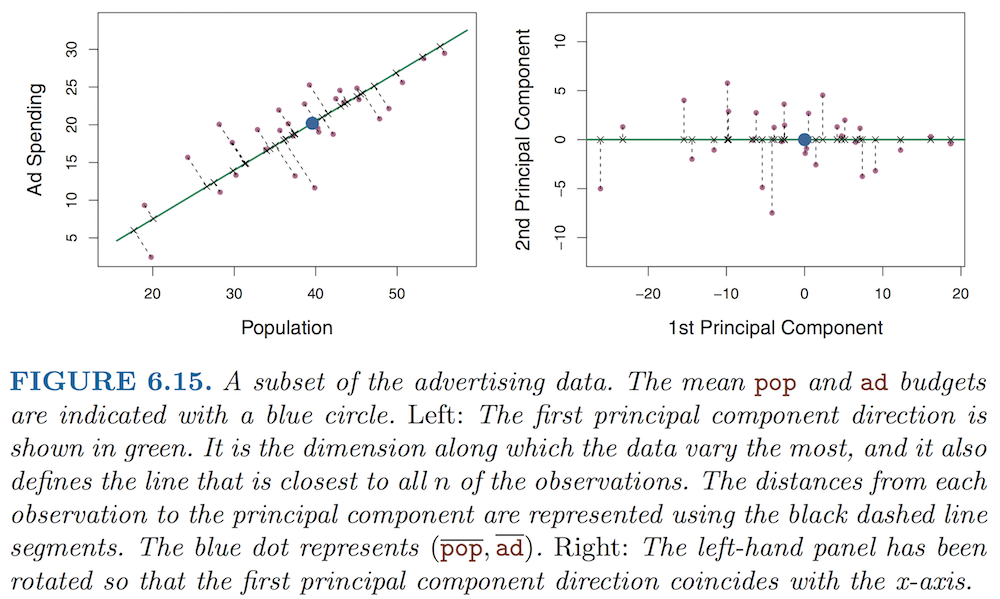 Ad Spending
30
25
20
15
10
5
20 30 40 50
Population
2nd Principal Component
10
5
0
−5
−10
−20 −10 0 10 20
1st Principal Component
FIGURE 6.15. A subset of the advertising data. The mean pop and ad budgets
are indicated with a blue circle. Left: The first principal component direction is
shown in green. It is the dimension along which the data vary the most, and it also
defines the line that is closest to all n of the observations. The distances from each
observation to the principal component are represented using the black dashed line
segments. The blue dot represents (p̅o̅p̅, a̅d̅). Right: The left-hand panel has been
rotated so that the first principal component direction coincides with the x-axis.